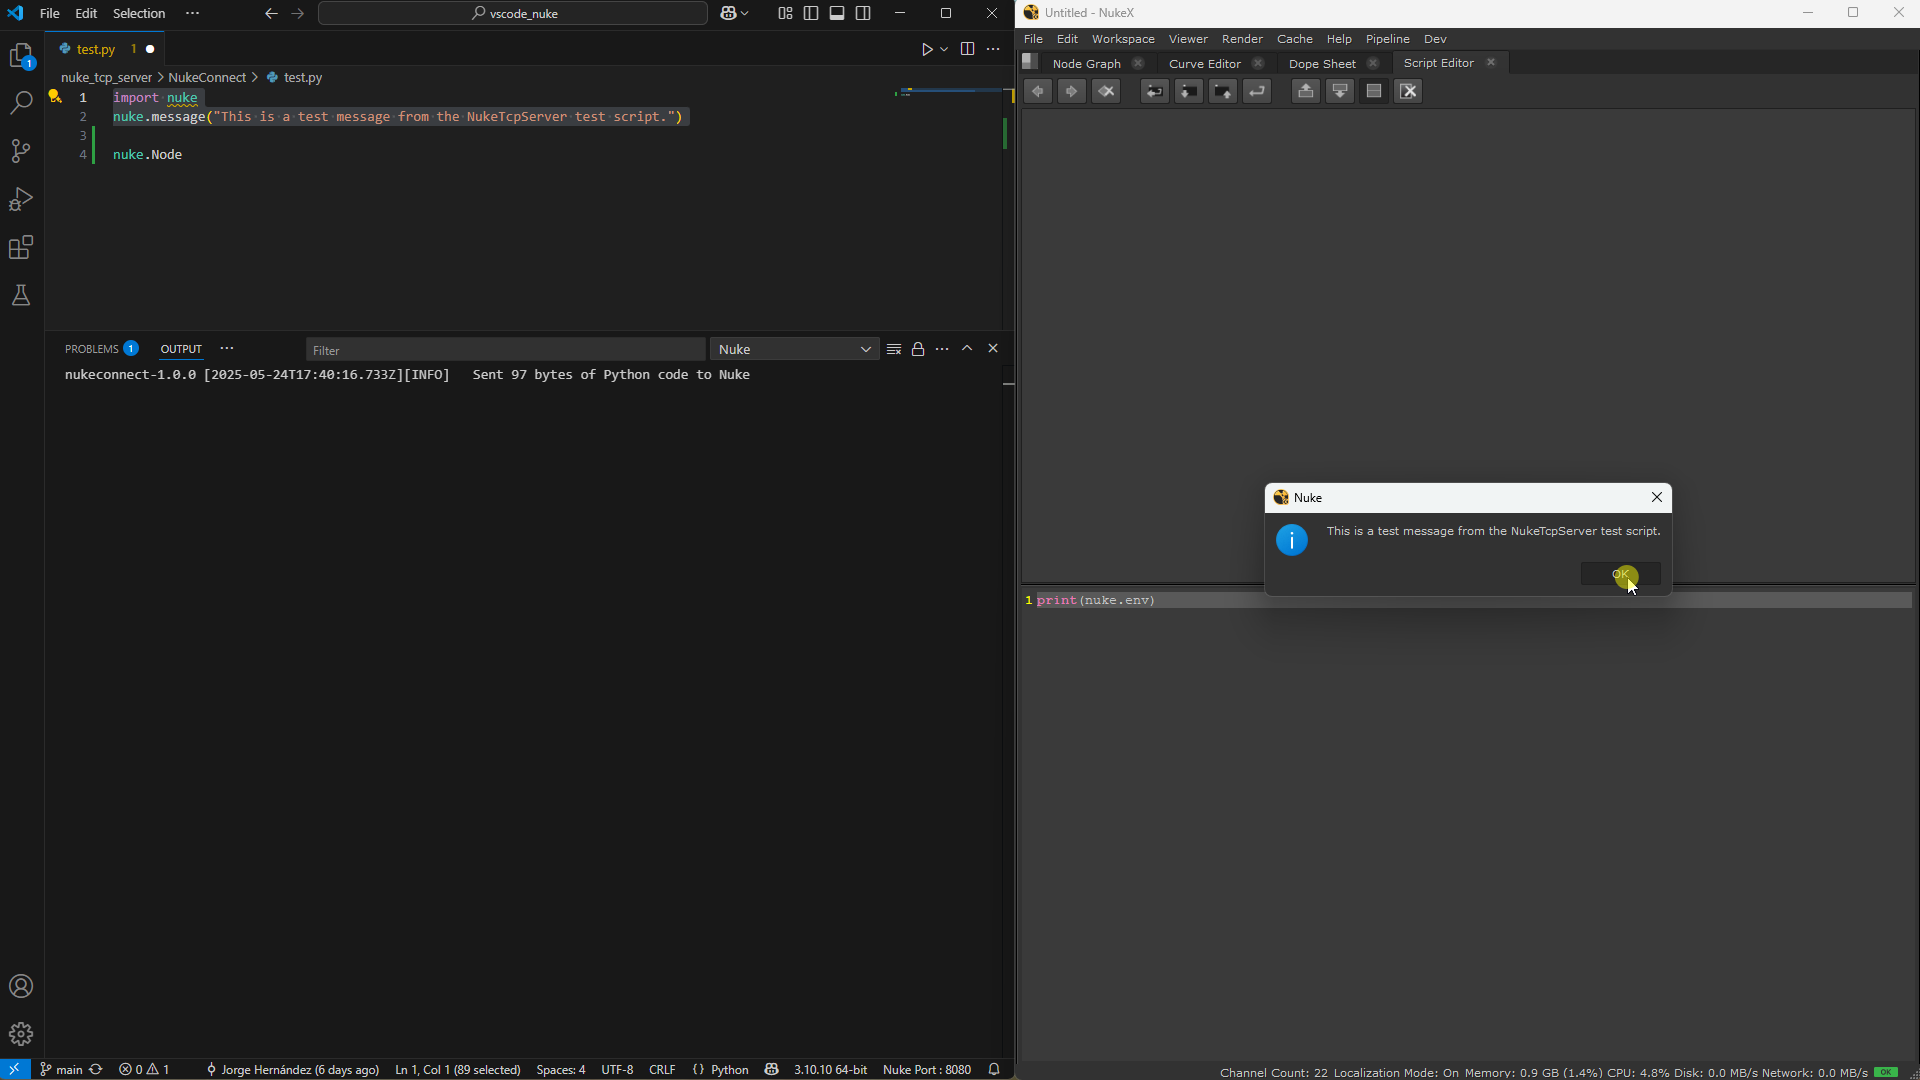 File Edit Selection ··· vscode_nuke
test.py 1
nuke_tcp_server > NukeConnect > test.py
1 import nuke
2 nuke.message("This is a test message from the NukeTcpServer test script.")
3
4 nuke.Node
PROBLEMS 1 OUTPUT ··· Filter Nuke
nukeconnect-1.0.0 [2025-05-24T17:40:16.733Z][INFO] Sent 97 bytes of Python code to Nuke
1
main 0 1 Jorge Hernández (6 days ago) Ln 1, Col 1 (89 selected) Spaces: 4 UTF-8 CRLF {} Python 3.10.10 64-bit Nuke Port : 8080
Untitled - NukeX
File Edit Workspace Viewer Render Cache Help Pipeline Dev
Node Graph Curve Editor Dope Sheet Script Editor
Nuke
This is a test message from the NukeTcpServer test script.
OK
1 print(nuke.env)
Channel Count: 22 Localization Mode: On Memory: 0.9 GB (1.4%) CPU: 4.8% Disk: 0.0 MB/s Network: 0.0 MB/s OK